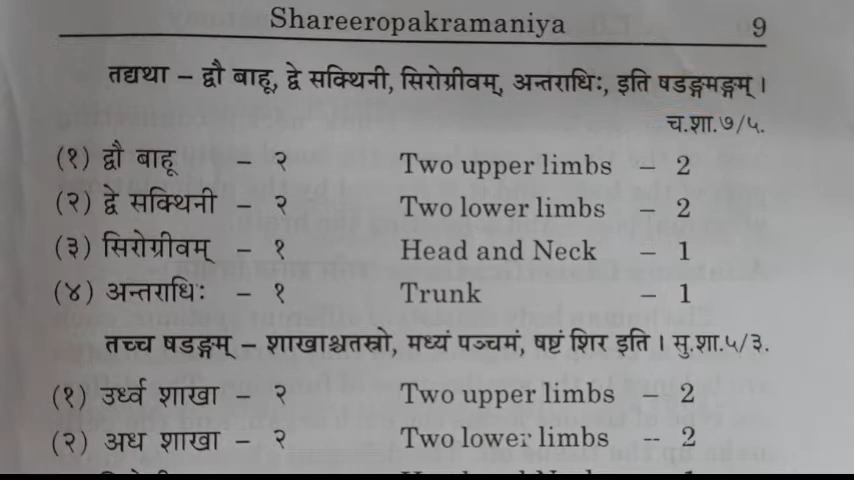 Shareeropakramaniya 9
तद्यथा – द्वौ बाहू, द्वे सक्थिनी, सिरोग्रीवम्, अन्तराधिः, इति षडङ्गमङ्गम् ।
च.शा.७/५.
(१) द्वौ बाहू – २ Two upper limbs – 2
(२) द्वे सक्थिनी – २ Two lower limbs – 2
(३) सिरोगीवम् – १ Head and Neck – 1
(४) अन्तराधिः – १ Trunk – 1
तच्च षडङ्गम् – शाखाश्चतस्रो, मध्यं पञ्चमं, षष्टं शिर इति । सु.शा.५/३.
(१) उर्ध्व शाखा – २ Two upper limbs – 2
(२) अध शाखा – २ Two lower limbs -- 2